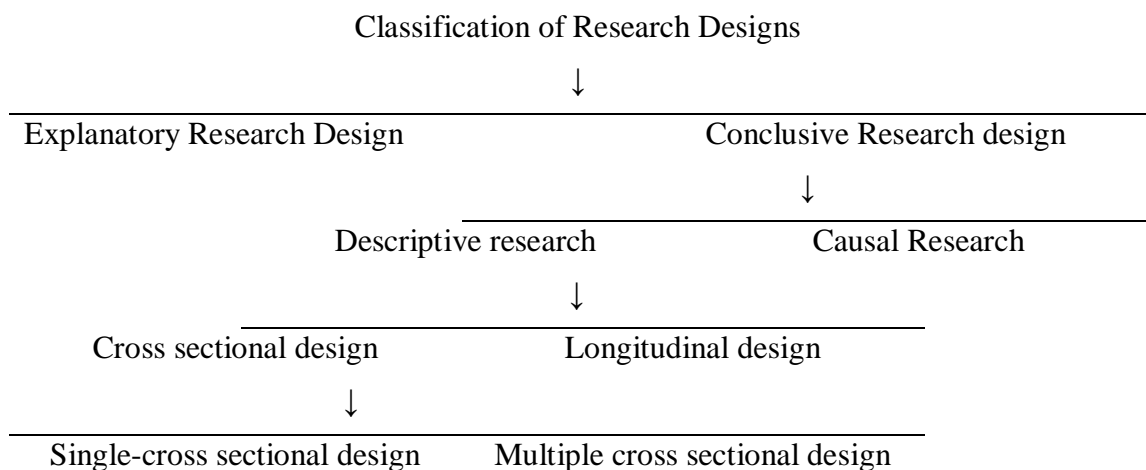 Classification of Research Designs
↓
Explanatory Research Design Conclusive Research design
↓
Descriptive research Causal Research
↓
Cross sectional design Longitudinal design
↓
Single-cross sectional design Multiple cross sectional design